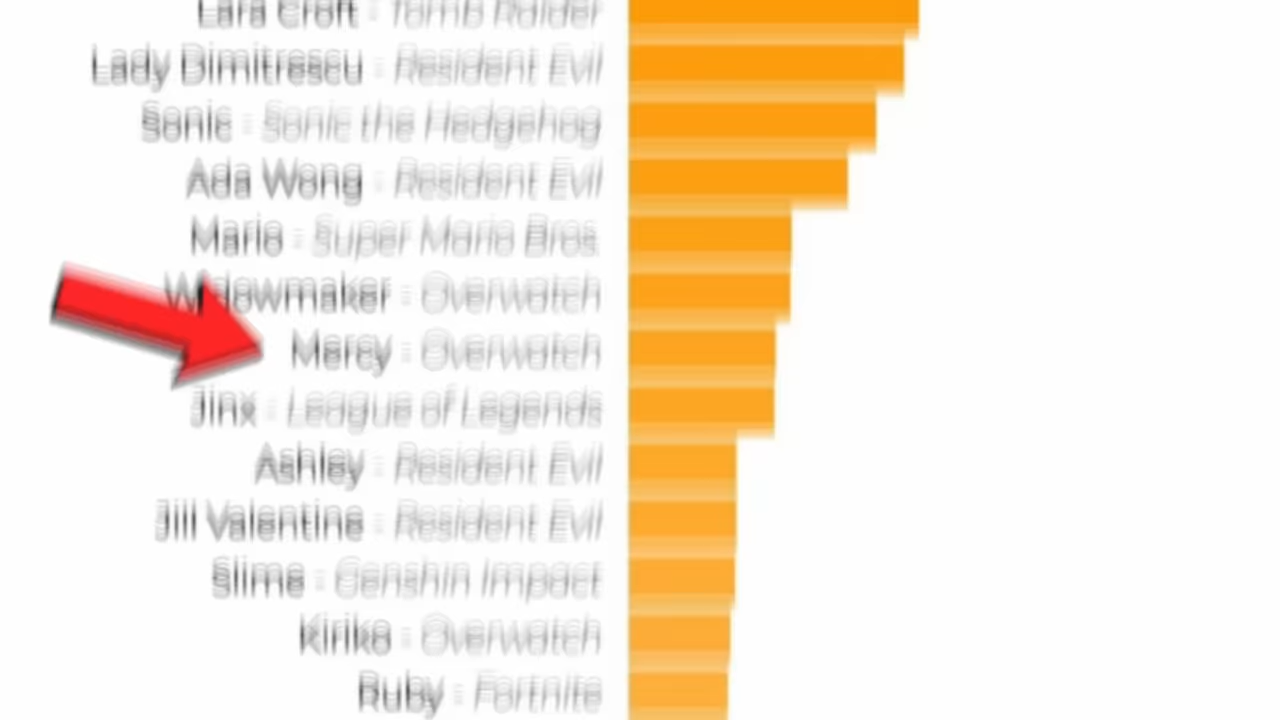 Lara Croft - Tomb Raider
Lady Dimitrescu - Resident Evil
Sonic - Sonic the Hedgehog
Ada Wong - Resident Evil
Mario - Super Mario Bros.
Widowmaker - Overwatch
Mercy - Overwatch
Jinx - League of Legends
Ashley - Resident Evil
Jill Valentine - Resident Evil
Slime - Genshin Impact
Kiriko - Overwatch
Ruby - Fortnite